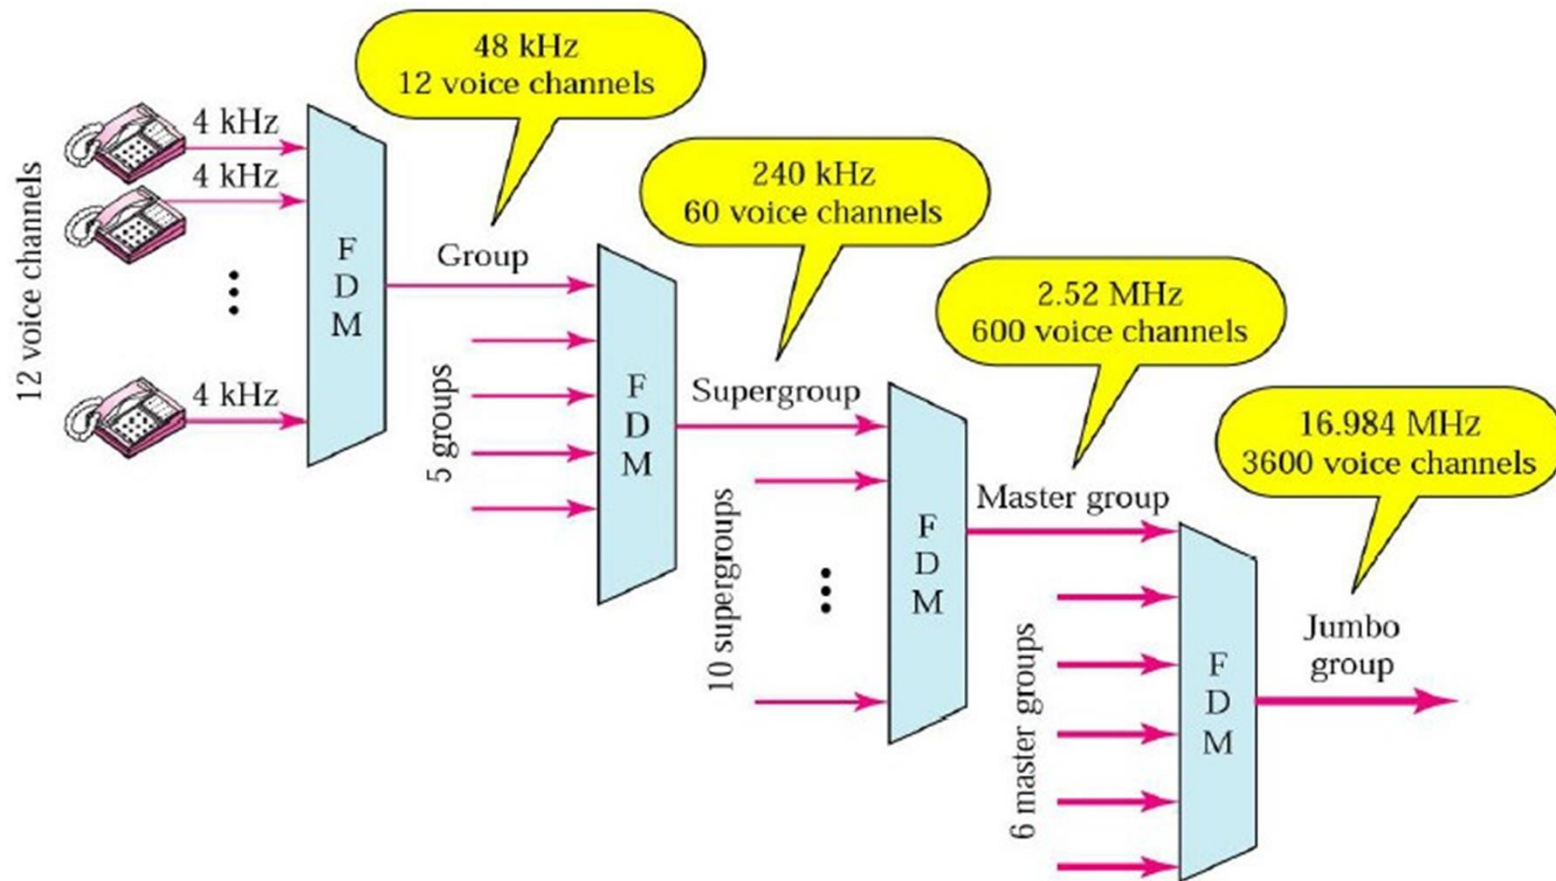 48 kHz
12 voice channels
4 kHz
4 kHz
4 kHz
12 voice channels
F
D
M
Group
240 kHz
60 voice channels
5 groups
F
D
M
Supergroup
2.52 MHz
600 voice channels
10 supergroups
F
D
M
Master group
16.984 MHz
3600 voice channels
6 master groups
F
D
M
Jumbo
group